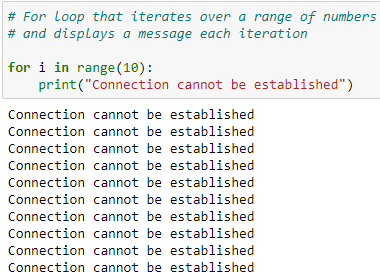 # For loop that iterates over a range of numbers
# and displays a message each iteration
for i in range(10):
    print("Connection cannot be established")
Connection cannot be established
Connection cannot be established
Connection cannot be established
Connection cannot be established
Connection cannot be established
Connection cannot be established
Connection cannot be established
Connection cannot be established
Connection cannot be established
Connection cannot be established